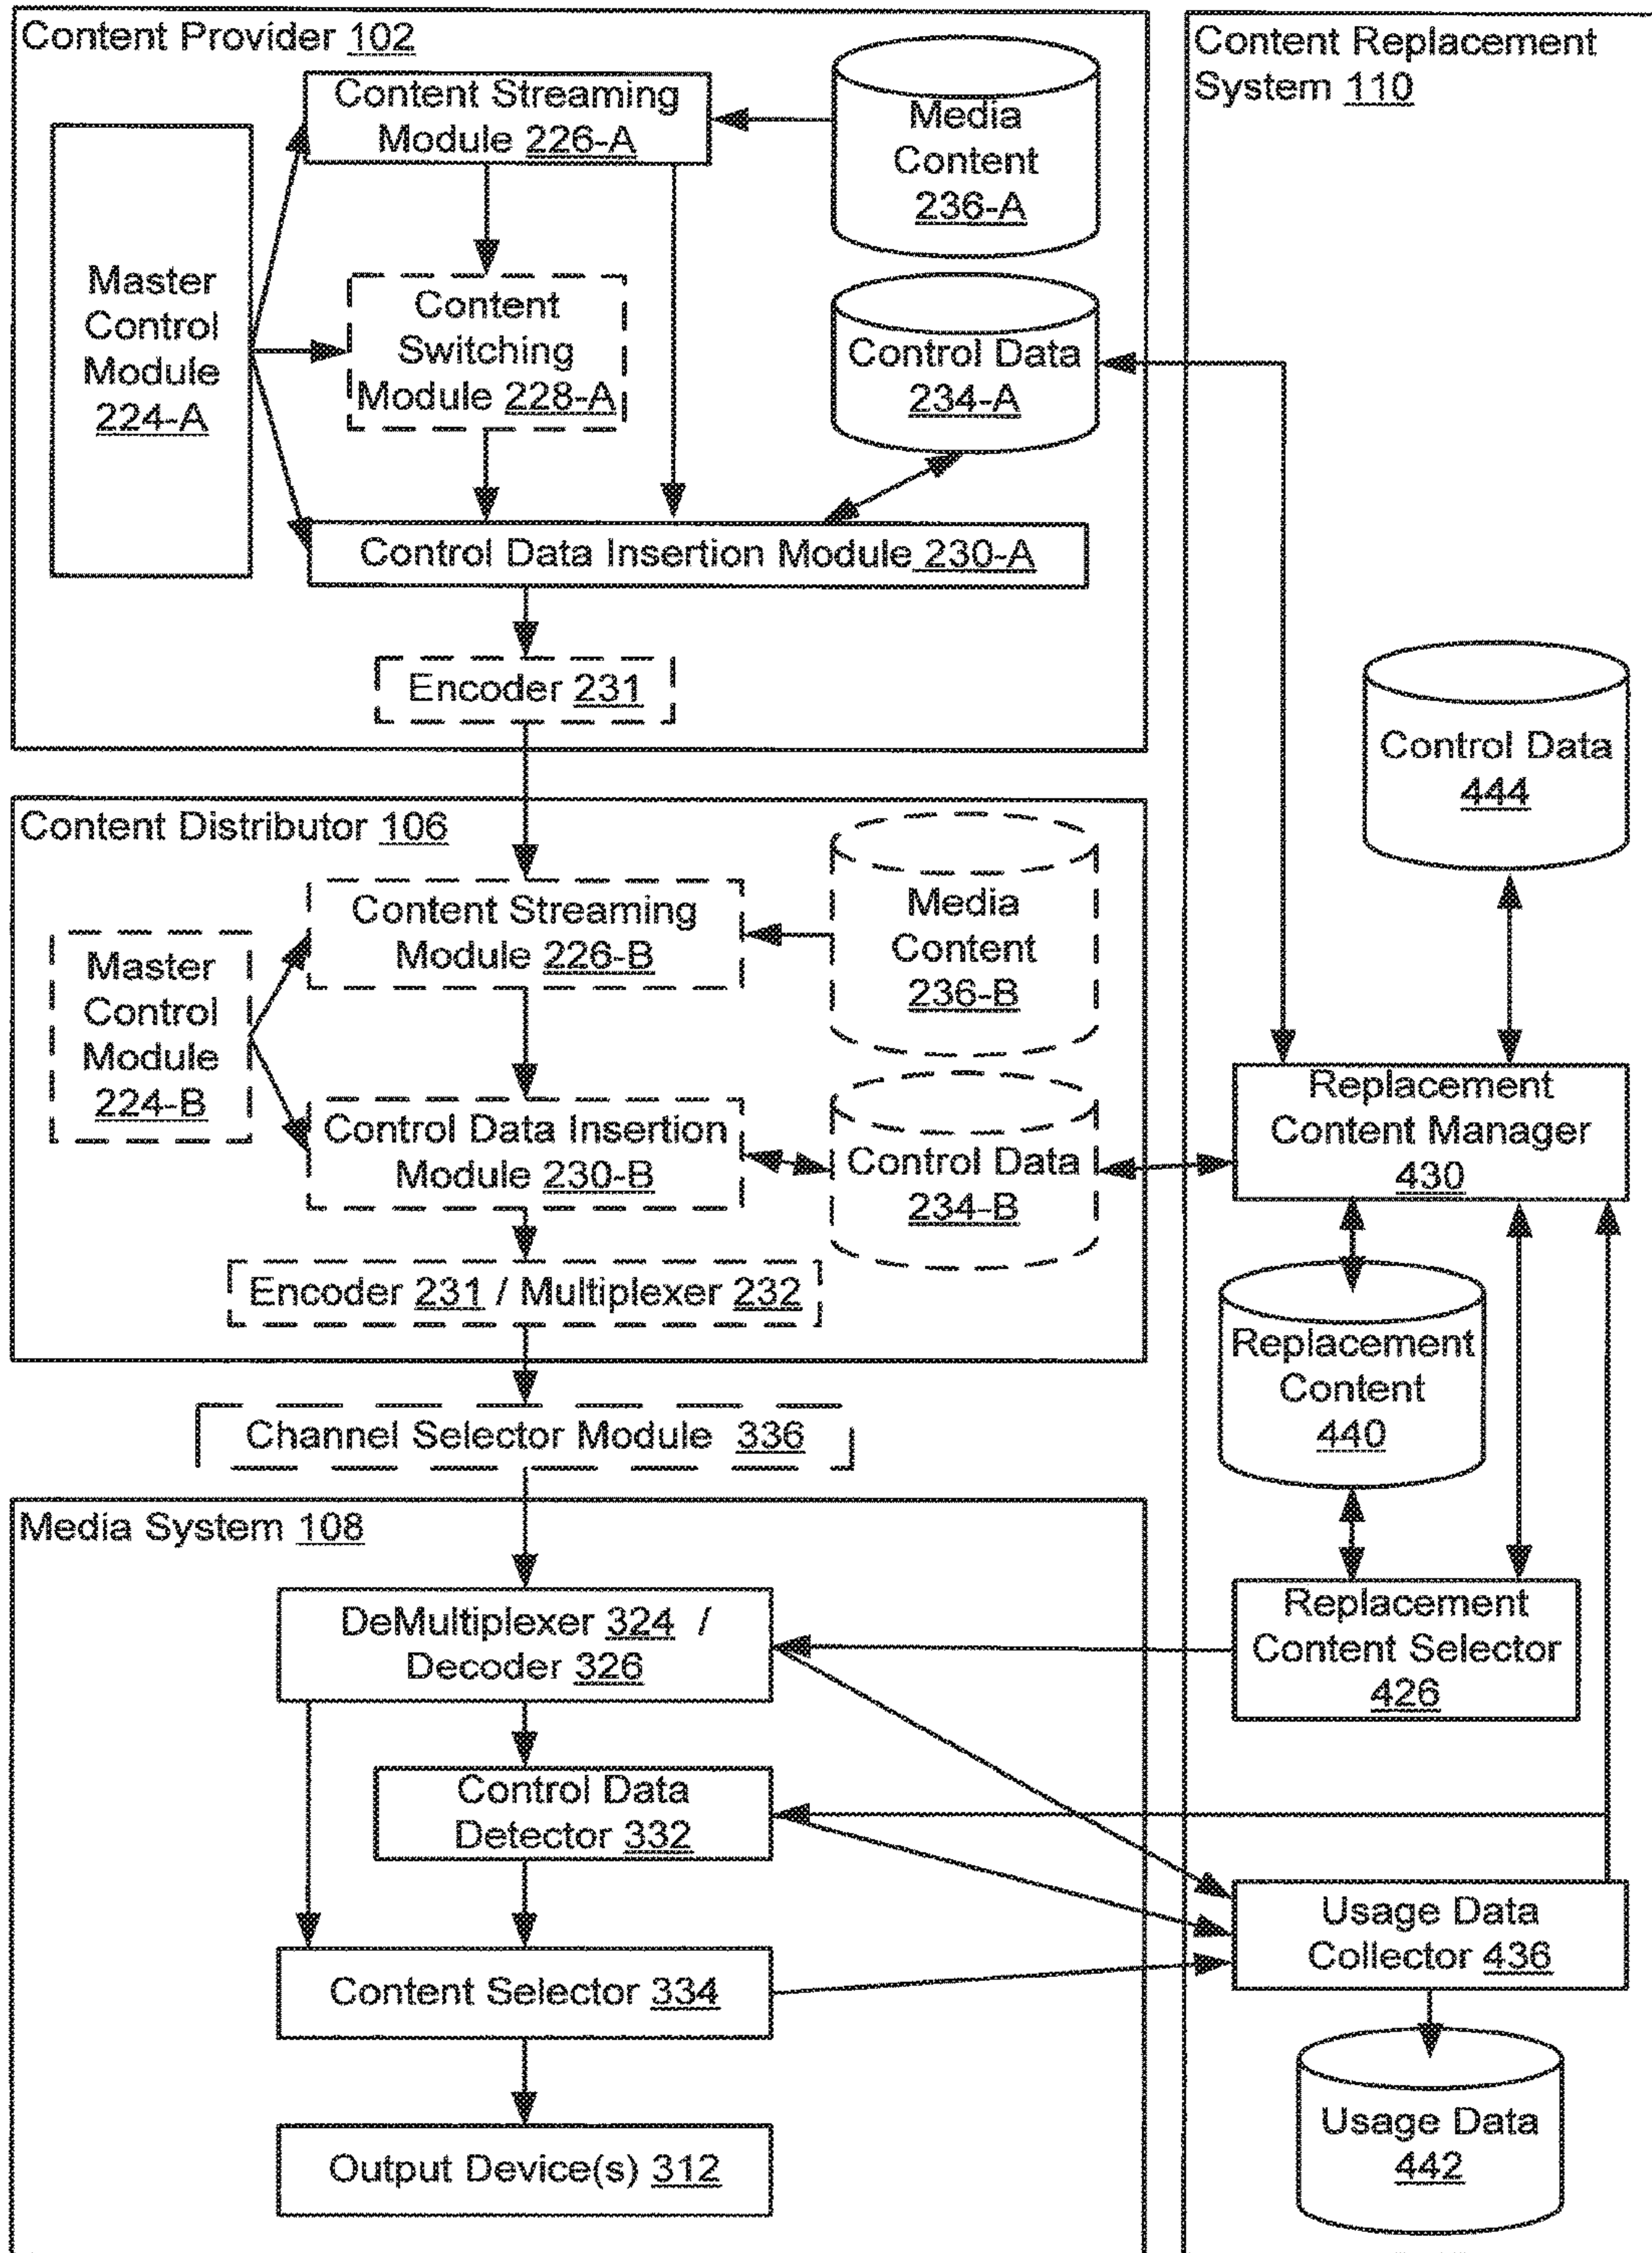 Content Provider 102
Content Streaming
Module 226-A
Media
Content
236-A
Master
Control
Module
224-A
Content
Switching
Module 228-A
Control Data
234-A
Control Data Insertion Module 230-A
Encoder 231
Content Replacement
System 110
Control Data
444
Content Distributor 106
Content Streaming
Module 226-B
Media
Content
236-B
Master
Control
Module
224-B
Control Data Insertion
Module 230-B
Control Data
234-B
Encoder 231 / Multiplexer 232
Replacement
Content Manager
430
Replacement
Content
440
Channel Selector Module 336
Media System 108
DeMultiplexer 324 /
Decoder 326
Replacement
Content Selector
426
Control Data
Detector 332
Content Selector 334
Usage Data
Collector 436
Output Device(s) 312
Usage Data
442